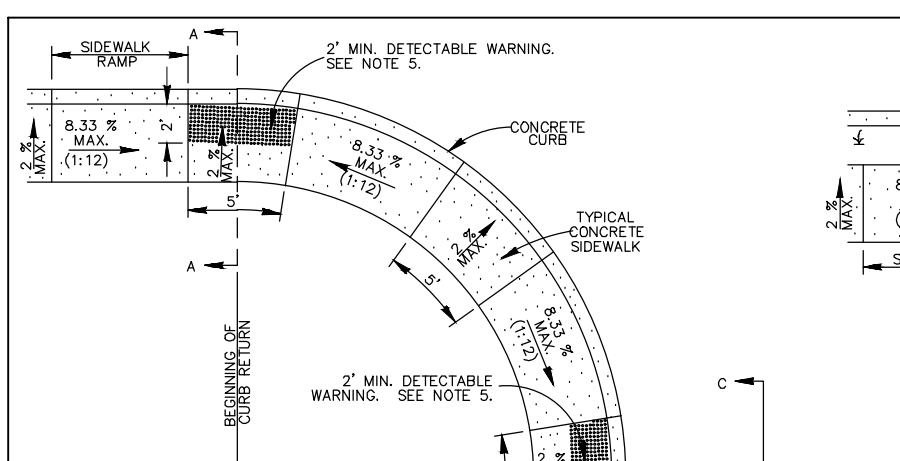 SIDEWALK
RAMP
A
2' MIN. DETECTABLE WARNING.
SEE NOTE 5.
8.33 %
MAX.
(1:12)
2'
2 %
MAX.
2 %
MAX.
8.33 %
MAX.
(1:12)
CONCRETE
CURB
5'
A
TYPICAL
CONCRETE
SIDEWALK
2 %
MAX.
5'
8.33 %
MAX.
(1:12)
BEGINNING OF
CURB RETURN
2' MIN. DETECTABLE
WARNING. SEE NOTE 5.
2 %
C
2 %
MAX.
8
(
S